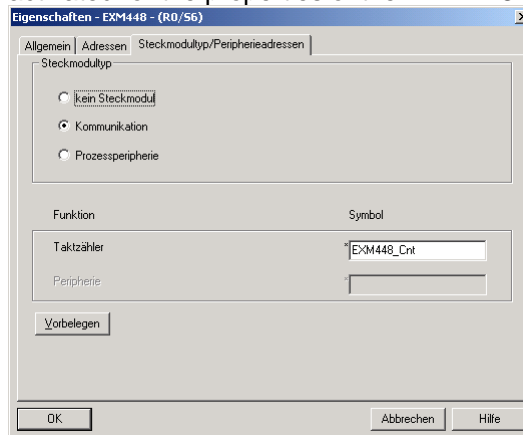 Eigenschaften - EXM448 - (R0/S6)
Allgemein Adressen Steckmodultyp/Peripherieadressen
Steckmodultyp
kein Steckmodul
Kommunikation
Prozessperipherie
Funktion Symbol
Taktzähler *EXM448_Cnt
Peripherie *
Vorbelegen
OK Abbrechen Hilfe